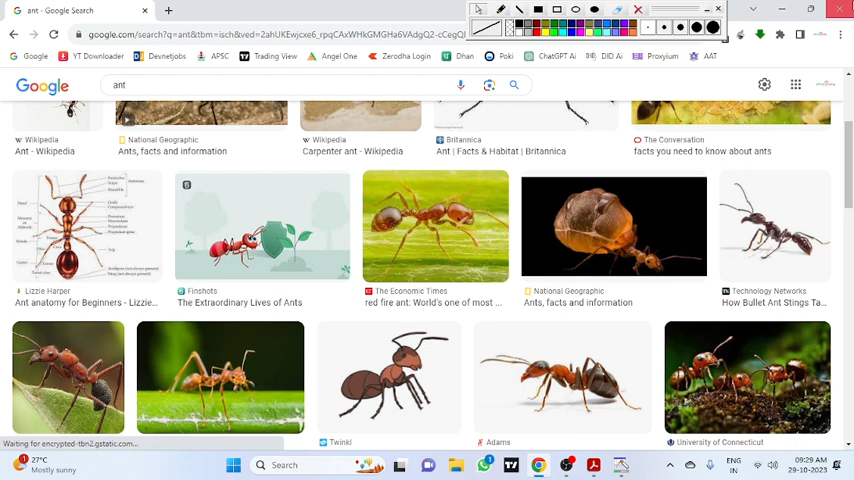 ant - Google Search
google.com/search?q=ant&tbm=isch&ved=2ahUKEwjcxe6_rpqCAxWHkGMGHa6VADgQ2-cCegQI
Google
YT Downloader
Devnetjobs
APSC
Trading View
Angel One
Zerodha Login
Dhan
Poki
ChatGpt Ai
DID Ai
Proxyium
AAT
Google
ant
Wikipedia
Ant - Wikipedia
National Geographic
Ants, facts and information
Wikipedia
Carpenter ant - Wikipedia
Britannica
Ant | Facts & Habitat | Britannica
The Conversation
facts you need to know about ants
Lizzie Harper
Ant anatomy for Beginners - Lizzie...
Finshots
The Extraordinary Lives of Ants
The Economic Times
red fire ant: World's one of most ...
National Geographic
Ants, facts and information
Technology Networks
How Bullet Ant Stings Ta...
Twinkl
Adams
University of Connecticut
Waiting for encrypted-tbn2.gstatic.com...
27°C
Mostly sunny
Search
ENG
IN
09:29 AM
29-10-2023